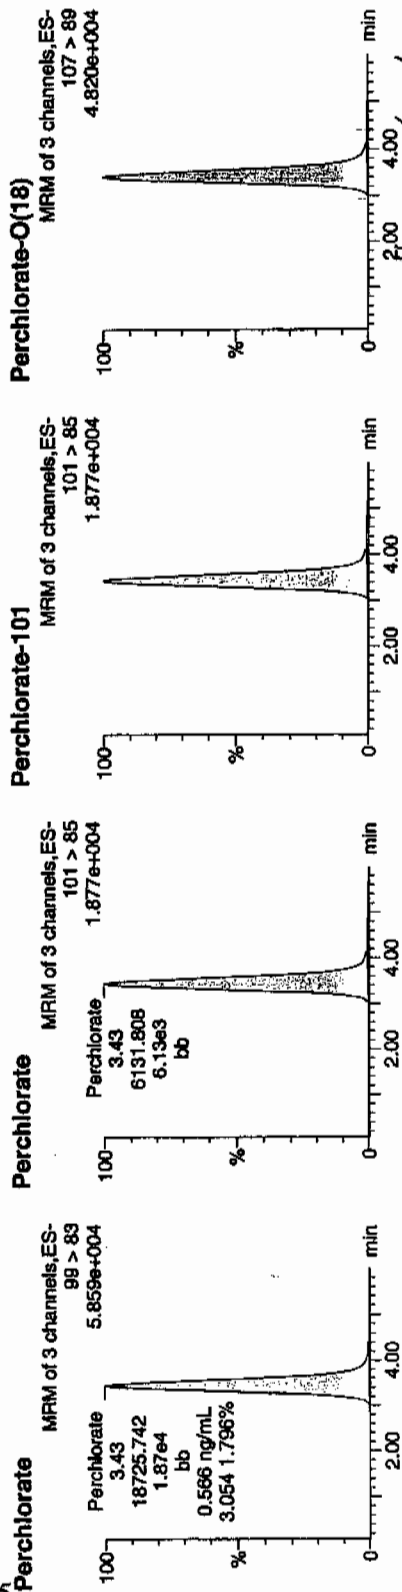 Perchlorate
MRM of 3 channels,ES-
99 > 83
5.859e+004
100
Perchlorate
3.43
18725.742
1.87e4
bb
0.566 ng/mL
3.054 1.796%
%
0
2.00
4.00
min
Perchlorate
MRM of 3 channels,ES-
101 > 85
1.877e+004
100
Perchlorate
3.43
6131.808
6.13e3
bb
%
0
2.00
4.00
min
Perchlorate-101
MRM of 3 channels,ES-
101 > 85
1.877e+004
100
%
0
2.00
4.00
min
Perchlorate-O(18)
MRM of 3 channels,ES-
107 > 89
4.820e+004
100
%
0
2.00
4.00
min